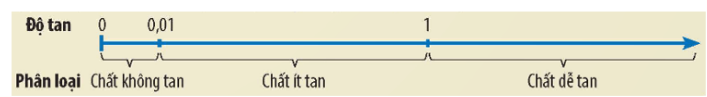 Độ tan 0 0,01 1
Phân loại Chất không tan Chất ít tan Chất dễ tan